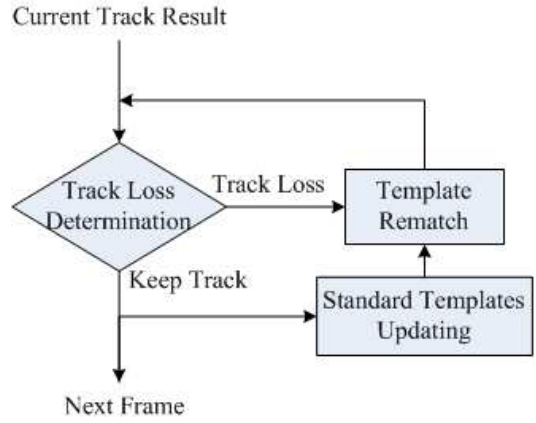 Current Track Result
Track Loss
Determination
Track Loss
Template
Rematch
Keep Track
Standard Templates
Updating
Next Frame